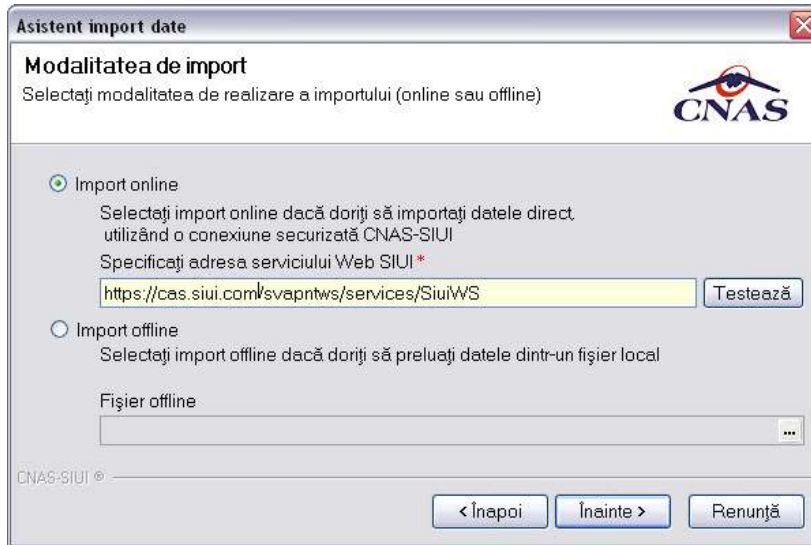 Asistent import date
Modalitatea de import
Selectați modalitatea de realizare a importului (online sau offline)
CNAS
Import online
Selectați import online dacă doriți să importați datele direct,
utilizând o conexiune securizată CNAS-SIUI
Specificați adresa serviciului Web SIUI *
https://cas.siui.com/svapntws/services/SiuiWS
Testează
Import offline
Selectați import offline dacă doriți să preluați datele dintr-un fișier local
Fișier offline
...
CNAS-SIUI ®
< Înapoi
Înainte >
Renunță